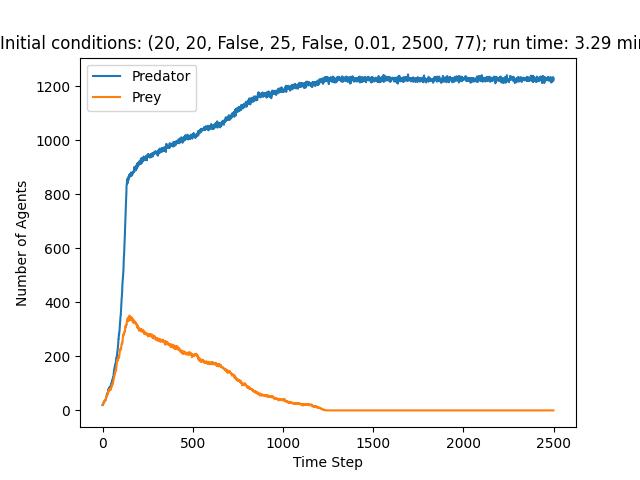 Initial conditions: (20, 20, False, 25, False, 0.01, 2500, 77); run time: 3.29
Predator
Prey
1200
1000
800
600
400
200
0
Number of Agents
0 500 1000 1500 2000 2500
Time Step